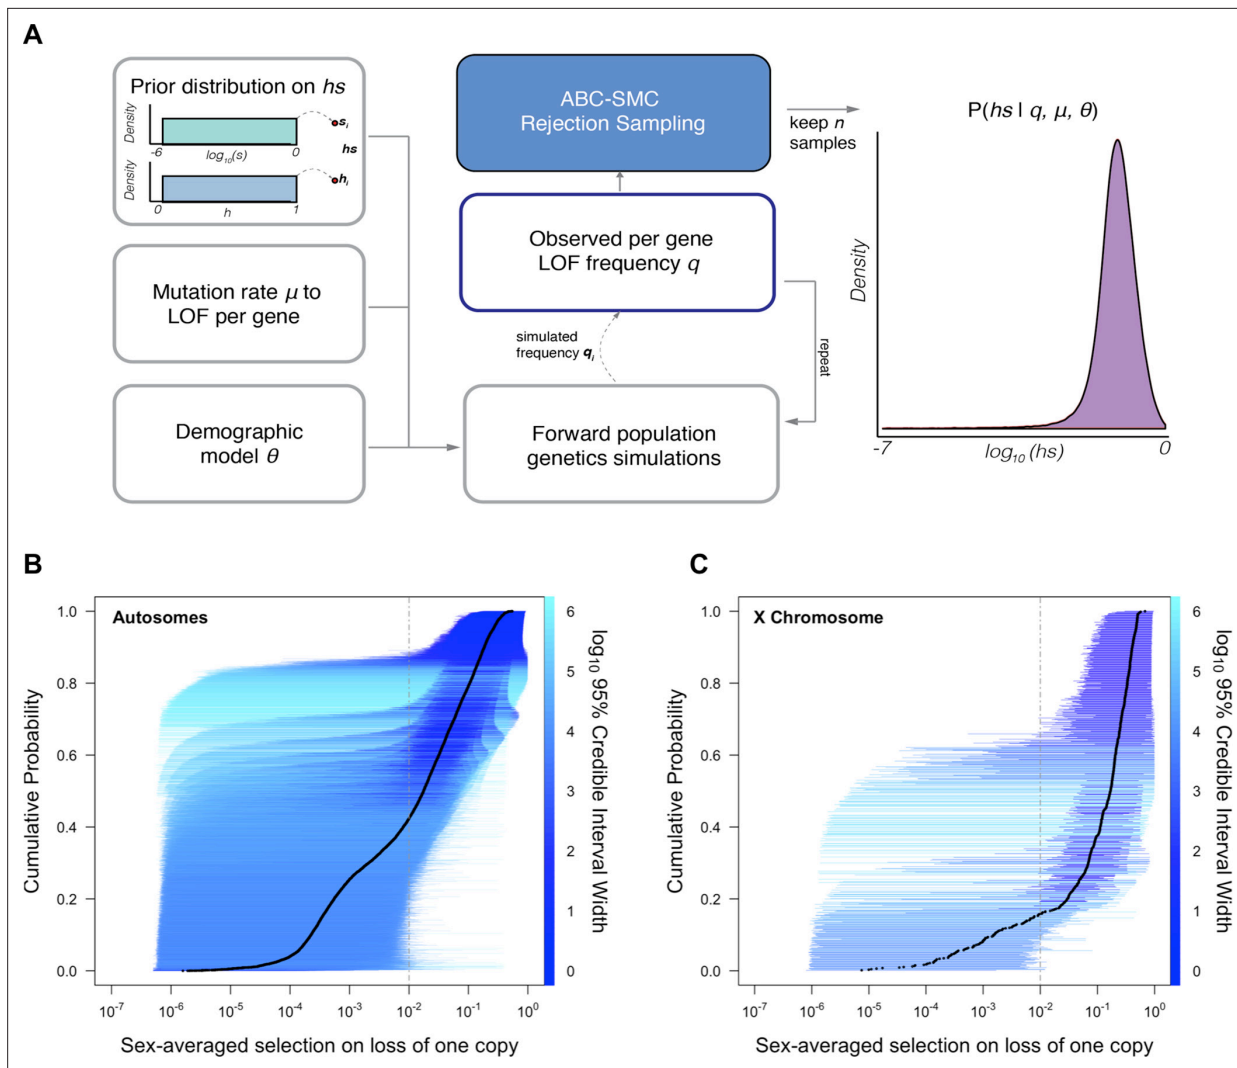 A
Prior distribution on hs
Density
-6
log10(s)
0
si
hs
Density
0
h
1
hi
Mutation rate μ to
LOF per gene
Demographic
model θ
ABC-SMC
Rejection Sampling
Observed per gene
LOF frequency q
simulated
frequency qi
repeat
Forward population
genetics simulations
keep n
samples
P(hs | q, μ, θ)
Density
-7
log10 (hs)
0
B
Autosomes
Cumulative Probability
1.0
0.8
0.6
0.4
0.2
0.0
10^-7
10^-6
10^-5
10^-4
10^-3
10^-2
10^-1
10^0
Sex-averaged selection on loss of one copy
6
5
4
3
2
1
0
log10 95% Credible Interval Width
C
X Chromosome
Cumulative Probability
1.0
0.8
0.6
0.4
0.2
0.0
10^-7
10^-6
10^-5
10^-4
10^-3
10^-2
10^-1
10^0
Sex-averaged selection on loss of one copy
6
5
4
3
2
1
0
log10 95% Credible Interval Width